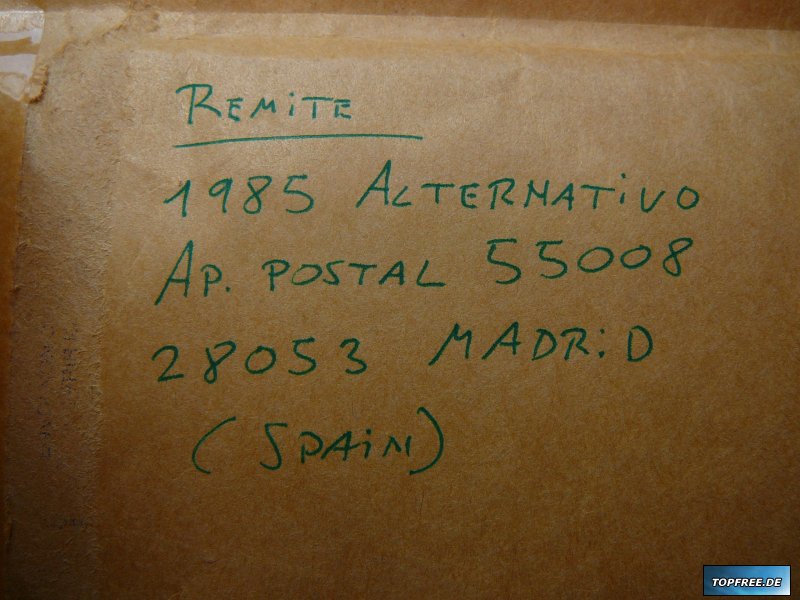 REMiTE
1985 ALTERNATiVO
AP. POSTAL 55008
28053 MADRiD
(SPAiN)
TOPFREE.DE